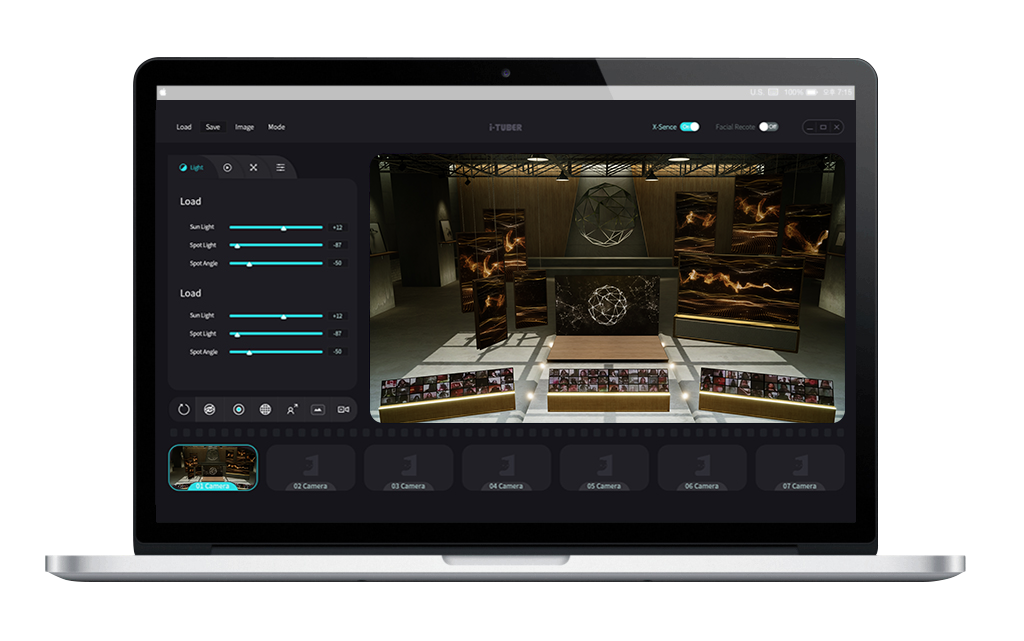 U.S. 100% 오후 7:15
Load Save Image Mode
i-TUBER
X-Sence On
Facial Recote Off
Light
Load
Sun Light +12
Spot Light -87
Spot Angle -50
Load
Sun Light +12
Spot Light -87
Spot Angle -50
01 Camera
02 Camera
03 Camera
04 Camera
05 Camera
06 Camera
07 Camera